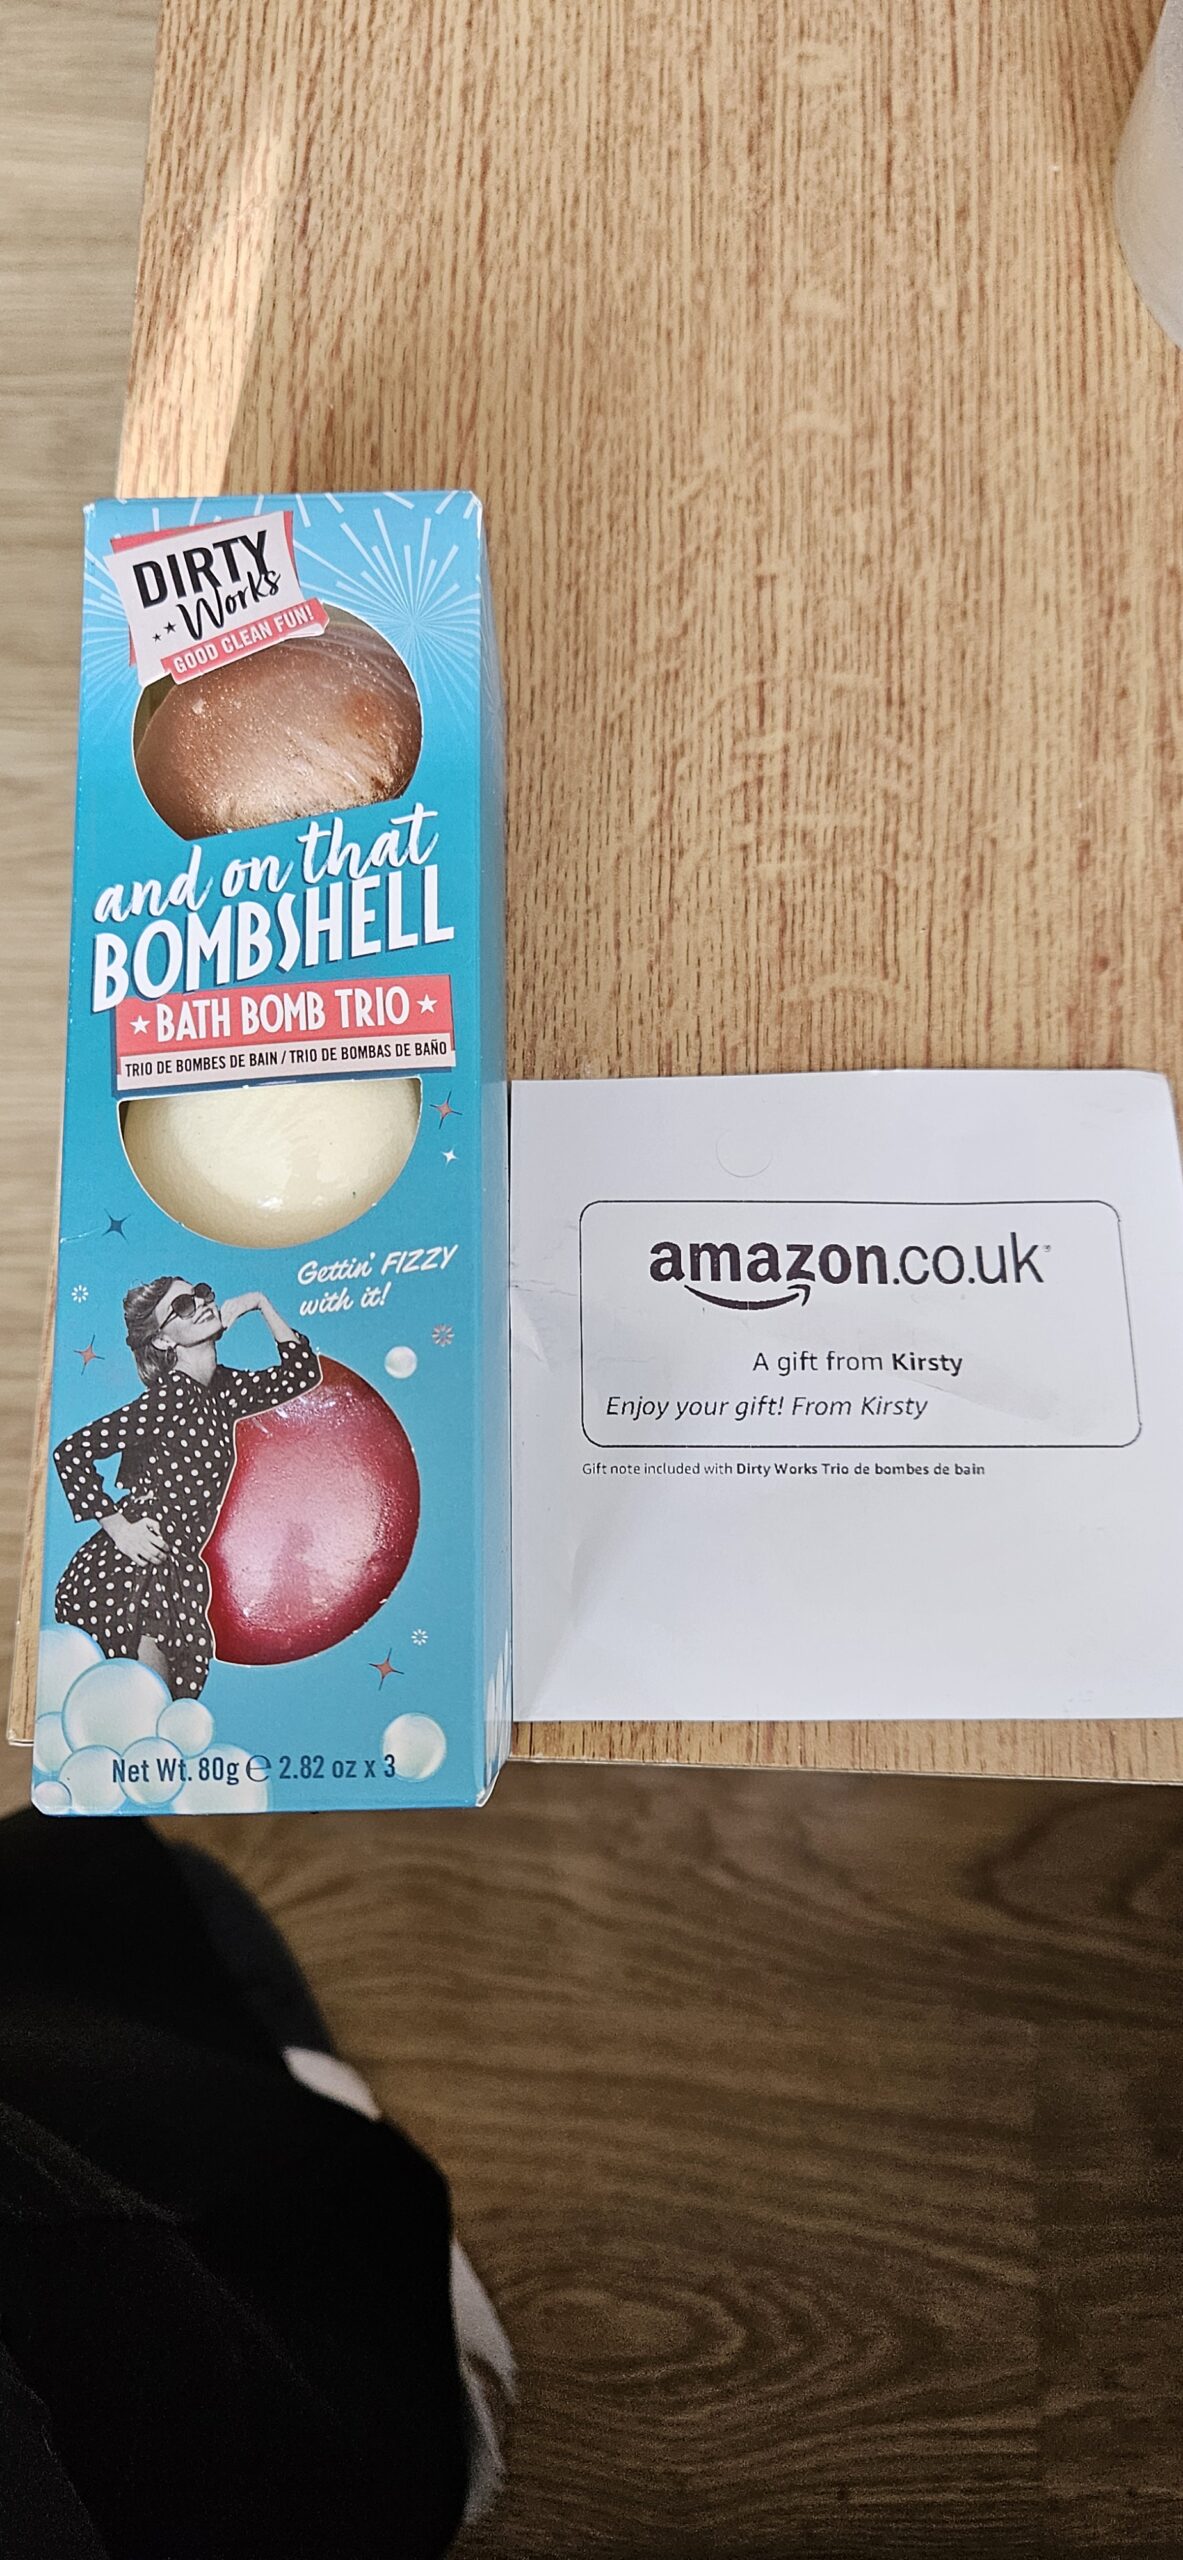 DIRTY
Works
GOOD CLEAN FUN!
and on that
BOMBSHELL
BATH BOMB TRIO
TRIO DE BOMBES DE BAIN / TRIO DE BOMBAS DE BAÑO
Gettin' FIZZY
with it!
Net Wt. 80g ℮ 2.82 oz x 3
amazon.co.uk
A gift from Kirsty
Enjoy your gift! From Kirsty
Gift note included with Dirty Works Trio de bombes de bain